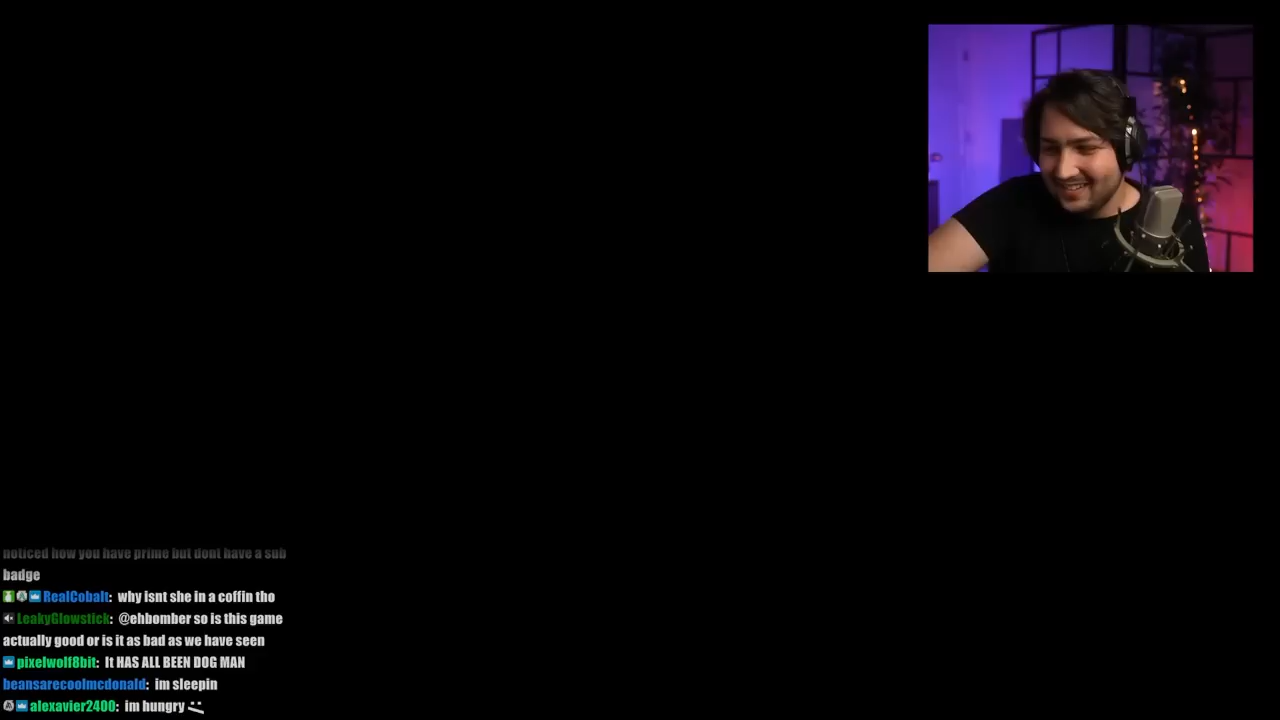 noticed how you have prime but dont have a sub
badge
RealCobalt: why isnt she in a coffin tho
LeakyGlowstick: @ehbomber so is this game
actually good or is it as bad as we have seen
pixelwolf8bit: It HAS ALL BEEN DOG MAN
beansarecoolmcdonald: im sleepin
alexavier2400: im hungry